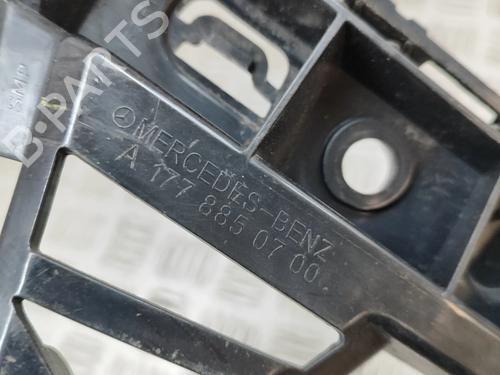 B-PARTS
SMP
MERCEDES-BENZ
A 177 885 07 00